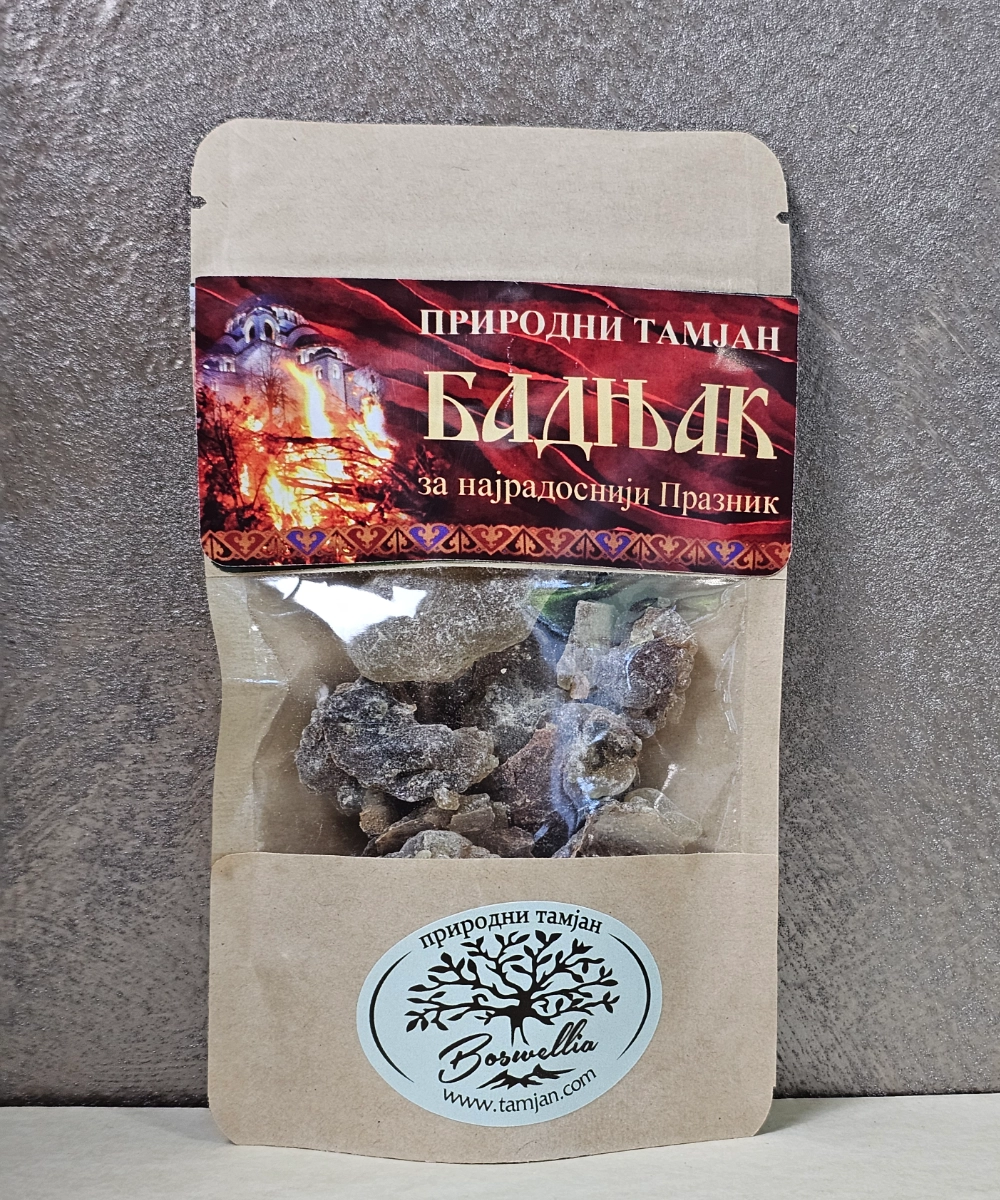 ПРИРОДНИ ТАМЈАН
БАДЊАК
за најрадоснији Празник
природни тамјан
Boswellia
www.tamjan.com